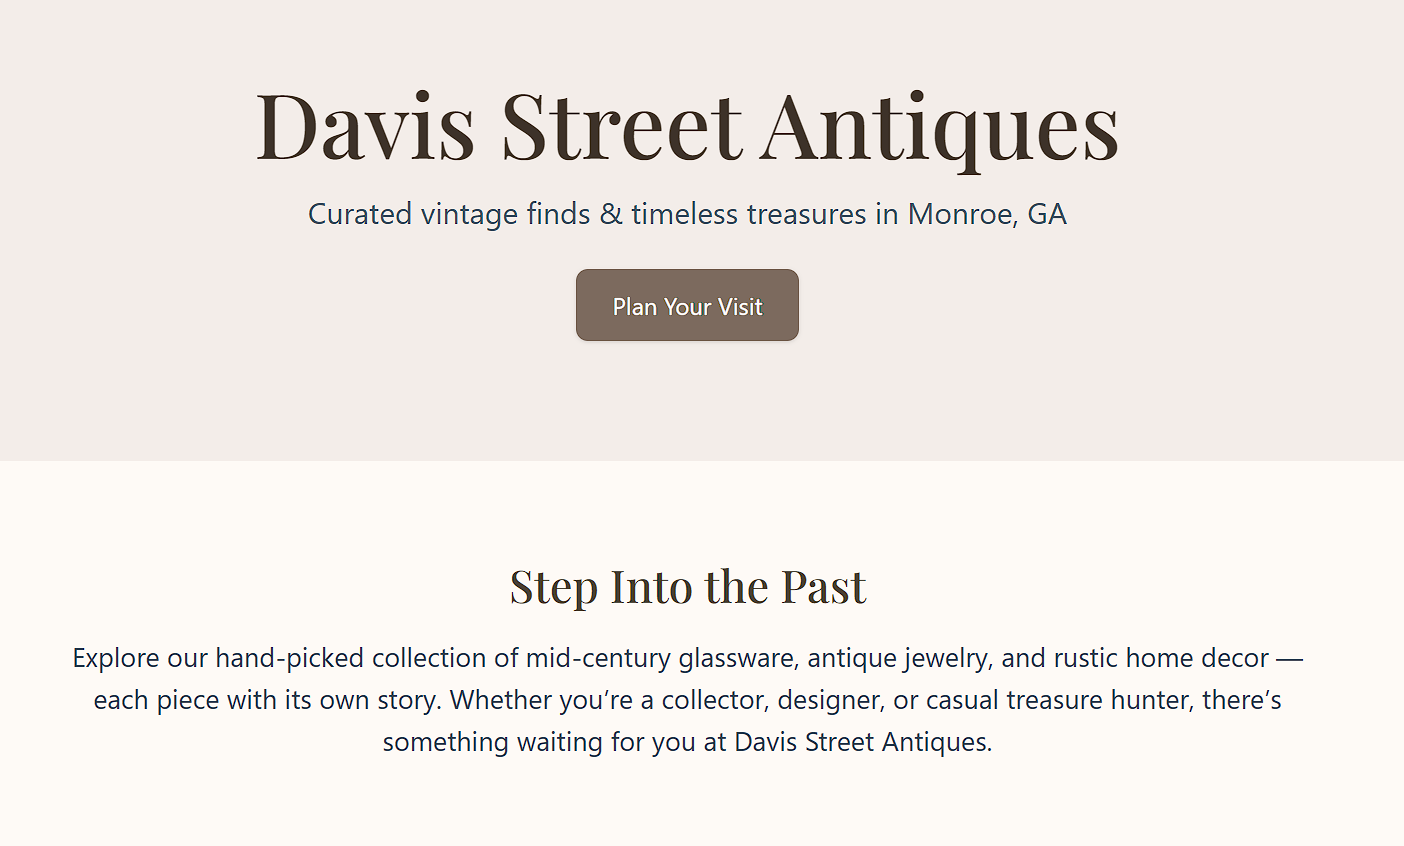 Davis Street Antiques
Curated vintage finds & timeless treasures in Monroe, GA
Plan Your Visit
Step Into the Past
Explore our hand-picked collection of mid-century glassware, antique jewelry, and rustic home decor —
each piece with its own story. Whether you’re a collector, designer, or casual treasure hunter, there’s
something waiting for you at Davis Street Antiques.